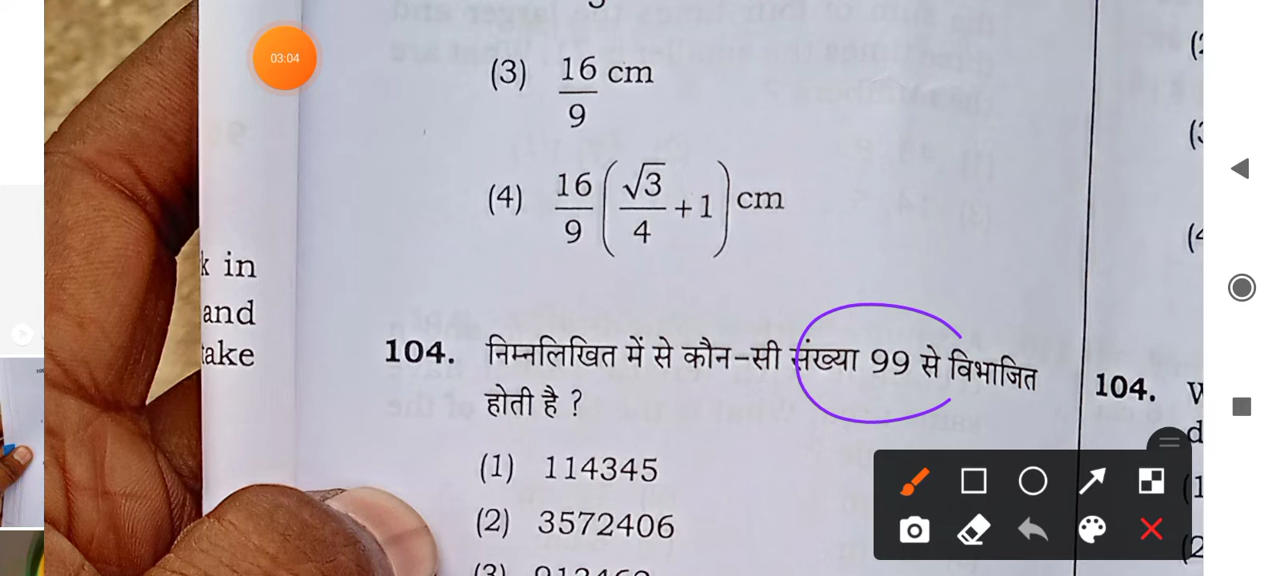 03:04
(3) 16/9 cm
(4) 16/9 (√3/4 + 1) cm
k in
and
take
104. निम्नलिखित में से कौन-सी संख्या 99 से विभाजित
होती है ?
(1) 114345
(2) 3572406
104.